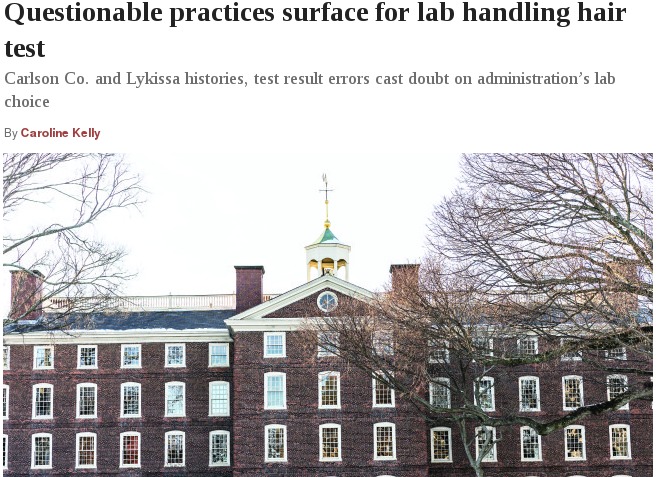 Questionable practices surface for lab handling hair
test
Carlson Co. and Lykissa histories, test result errors cast doubt on administration’s lab
choice
By Caroline Kelly